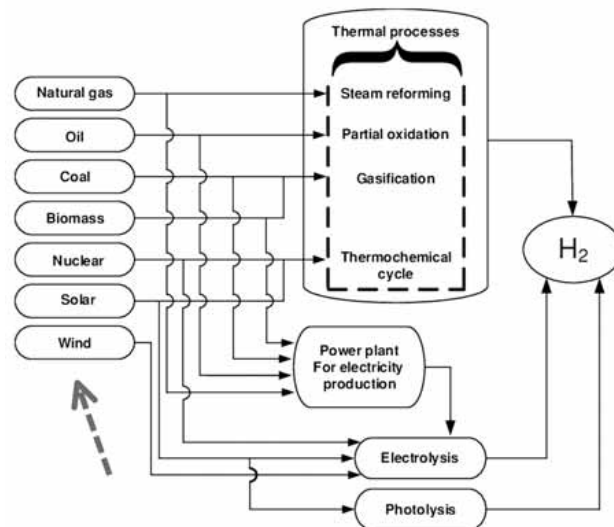 Thermal processes
Natural gas
Steam reforming
Oil
Partial oxidation
Coal
Gasification
Biomass
Nuclear
Thermochemical
cycle
Solar
Wind
H2
Power plant
For electricity
production
Electrolysis
Photolysis